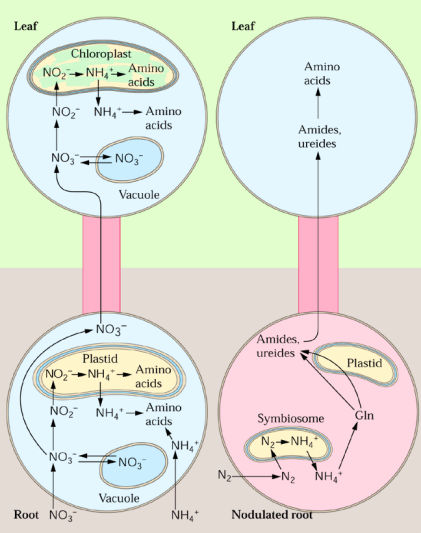 Leaf
Chloroplast
NO₂⁻ NH₄⁺ Amino
acids
NO₂⁻ NH₄⁺ Amino
acids
NO₃⁻ NO₃⁻
Vacuole
NO₃⁻
Plastid
NO₂⁻ NH₄⁺ Amino
acids
NO₂⁻ NH₄⁺ Amino
acids
NH₄⁺
NO₃⁻ NO₃⁻
Vacuole
Root NO₃⁻ NH₄⁺
Leaf
Amino
acids
Amides,
ureides
Amides,
ureides
Plastid
Gln
Symbiosome
N₂ NH₄⁺
N₂ N₂ NH₄⁺
Nodulated root